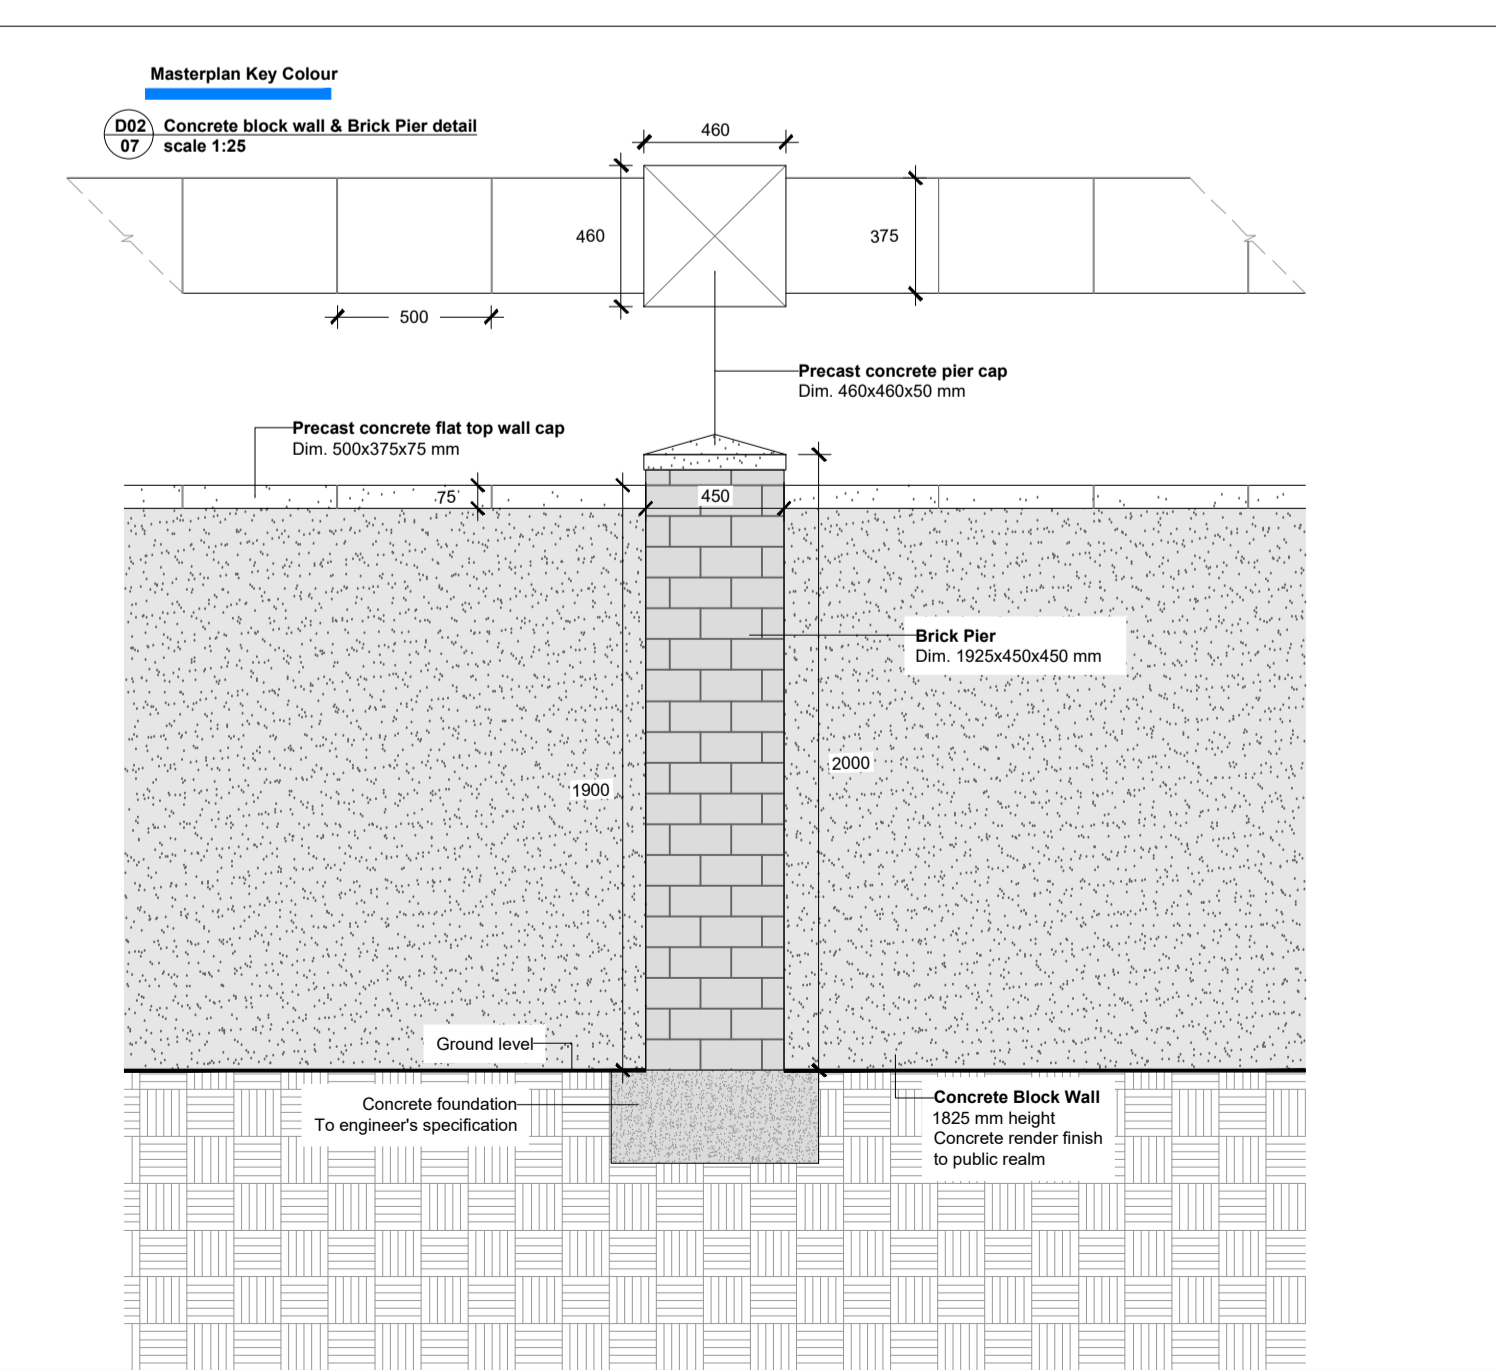 Masterplan Key Colour
D02
07
Concrete block wall & Brick Pier detail
scale 1:25
460
460
375
500
Precast concrete pier cap
Dim. 460x460x50 mm
Precast concrete flat top wall cap
Dim. 500x375x75 mm
75
450
Brick Pier
Dim. 1925x450x450 mm
2000
1900
Ground level
Concrete foundation
To engineer's specification
Concrete Block Wall
1825 mm height
Concrete render finish
to public realm